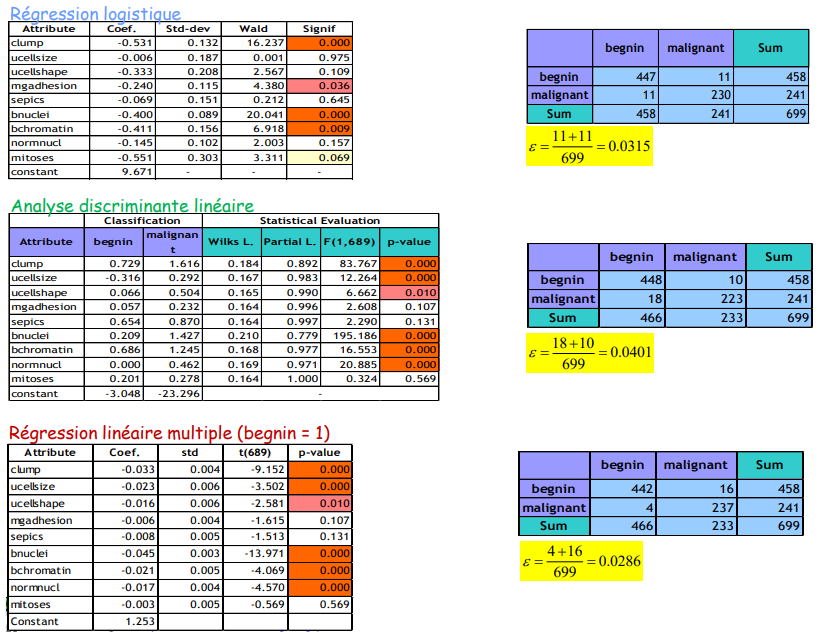 Régression logistique
Attribute Coef. Std-dev Wald Signif
clump -0.531 0.132 16.237 0.000
ucellsize -0.006 0.187 0.001 0.975
ucellshape -0.333 0.208 2.567 0.109
mgadhesion -0.240 0.115 4.380 0.036
sepics -0.069 0.151 0.212 0.645
bnuclei -0.400 0.089 20.041 0.000
bchromatin -0.411 0.156 6.918 0.009
normnucl -0.145 0.102 2.003 0.157
mitoses -0.551 0.303 3.311 0.069
constant 9.671 - - -
begnin malignant Sum
begnin 447 11 458
malignant 11 230 241
Sum 458 241 699
ε = (11+11)/699 = 0.0315
Analyse discriminante linéaire
Classification Statistical Evaluation
Attribute begnin malignan t Wilks L. Partial L. F(1,689) p-value
clump 0.729 1.616 0.184 0.892 83.767 0.000
ucellsize -0.316 0.292 0.167 0.983 12.264 0.000
ucellshape 0.066 0.504 0.165 0.990 6.662 0.010
mgadhesion 0.057 0.232 0.164 0.996 2.608 0.107
sepics 0.654 0.870 0.164 0.997 2.290 0.131
bnuclei 0.209 1.427 0.210 0.779 195.186 0.000
bchromatin 0.686 1.245 0.168 0.977 16.553 0.000
normnucl 0.000 0.462 0.169 0.971 20.885 0.000
mitoses 0.201 0.278 0.164 1.000 0.324 0.569
constant -3.048 -23.296 -
begnin malignant Sum
begnin 448 10 458
malignant 18 223 241
Sum 466 233 699
ε = (18+10)/699 = 0.0401
Régression linéaire multiple (begnin = 1)
Attribute Coef. std t(689) p-value
clump -0.033 0.004 -9.152 0.000
ucellsize -0.023 0.006 -3.502 0.000
ucellshape -0.016 0.006 -2.581 0.010
mgadhesion -0.006 0.004 -1.615 0.107
sepics -0.008 0.005 -1.513 0.131
bnuclei -0.045 0.003 -13.971 0.000
bchromatin -0.021 0.005 -4.069 0.000
normnucl -0.017 0.004 -4.570 0.000
mitoses -0.003 0.005 -0.569 0.569
Constant 1.253
begnin malignant Sum
begnin 442 16 458
malignant 4 237 241
Sum 466 233 699
ε = (4+16)/699 = 0.0286